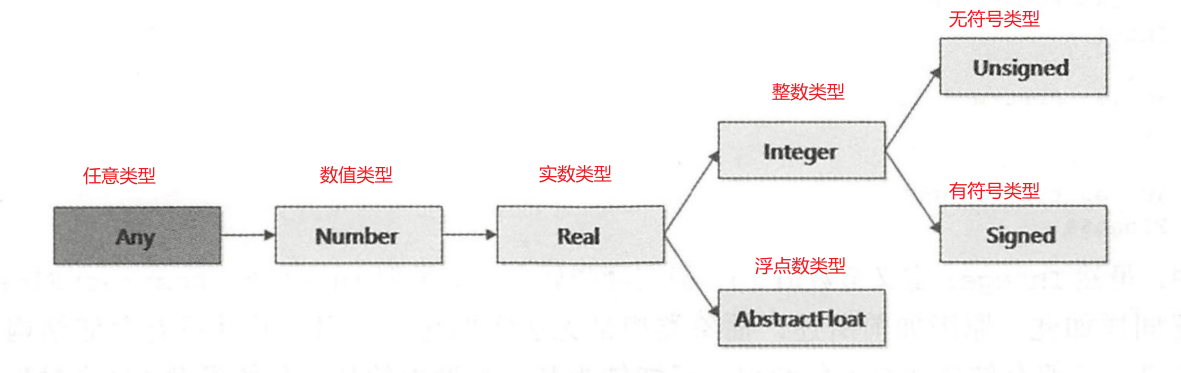 无符号类型
Unsigned
整数类型
Integer
任意类型
数值类型
实数类型
有符号类型
Any
Number
Real
Signed
浮点数类型
AbstractFloat